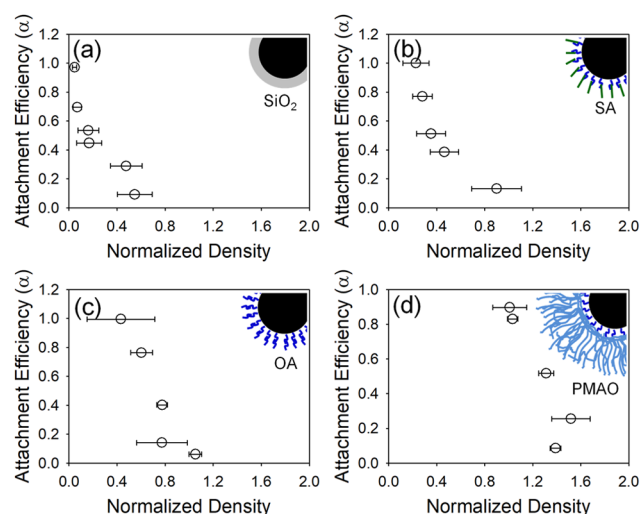 (a)
SiO₂
Attachment Efficiency (α)
1.2
1.0
0.8
0.6
0.4
0.2
0.0
0.0 0.4 0.8 1.2 1.6 2.0
Normalized Density
(b)
SA
Attachment Efficiency (α)
1.2
1.0
0.8
0.6
0.4
0.2
0.0
0.0 0.4 0.8 1.2 1.6 2.0
Normalized Density
(c)
OA
Attachment Efficiency (α)
1.2
1.0
0.8
0.6
0.4
0.2
0.0
0.0 0.4 0.8 1.2 1.6 2.0
Normalized Density
(d)
PMAO
Attachment Efficiency (α)
1.0
0.8
0.6
0.4
0.2
0.0
0.0 0.4 0.8 1.2 1.6 2.0
Normalized Density